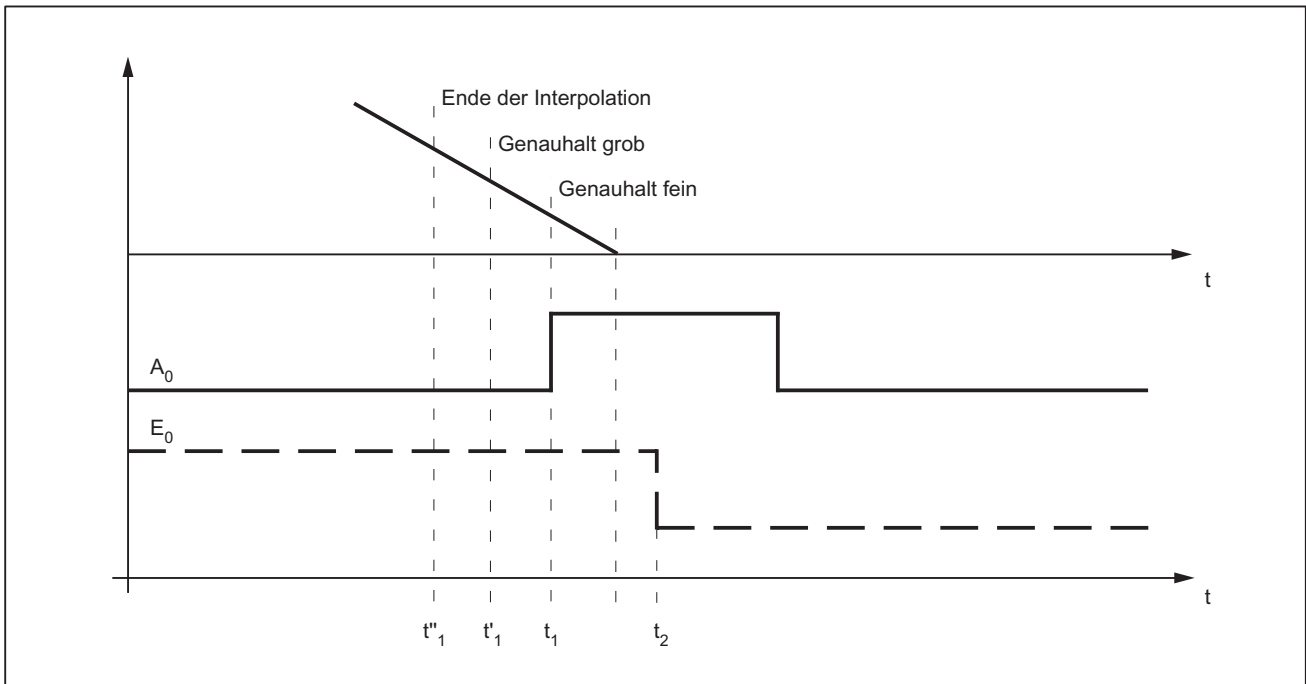 Ende der Interpolation
Genauhalt grob
Genauhalt fein
t
A0
E0
t
t"1 t'1 t1 t2